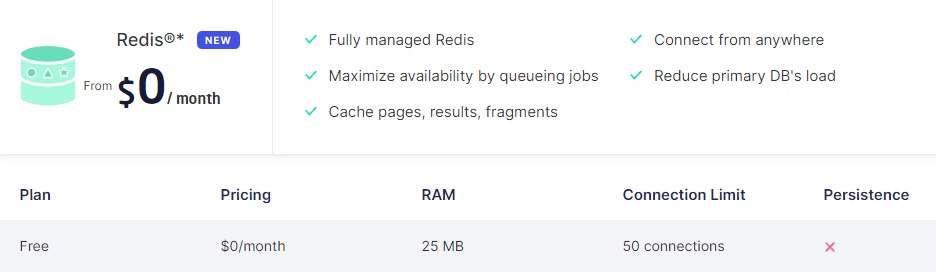 Redis®* NEW
From $0/ month
Fully managed Redis
Connect from anywhere
Maximize availability by queueing jobs
Reduce primary DB's load
Cache pages, results, fragments
Plan Pricing RAM Connection Limit Persistence
Free $0/month 25 MB 50 connections